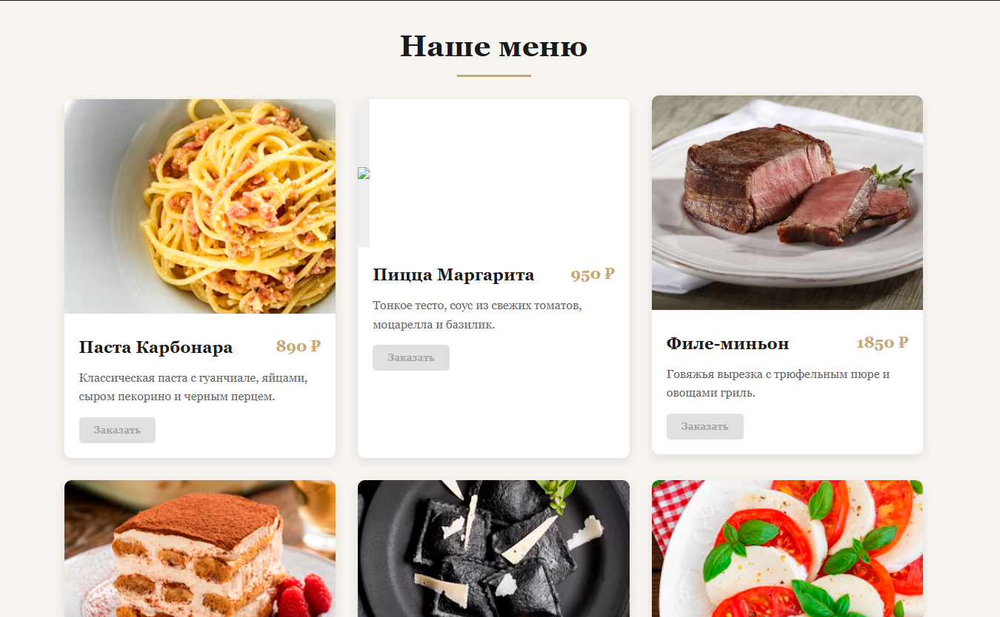 Наше меню
Паста Карбонара 890 ₽
Классическая паста с гуанчиале, яйцами,
сыром пекорино и черным перцем.
Заказать
Пицца Маргарита 950 ₽
Тонкое тесто, соус из свежих томатов,
моцарелла и базилик.
Заказать
Филе-миньон 1850 ₽
Говяжья вырезка с трюфельным пюре и
овощами гриль.
Заказать